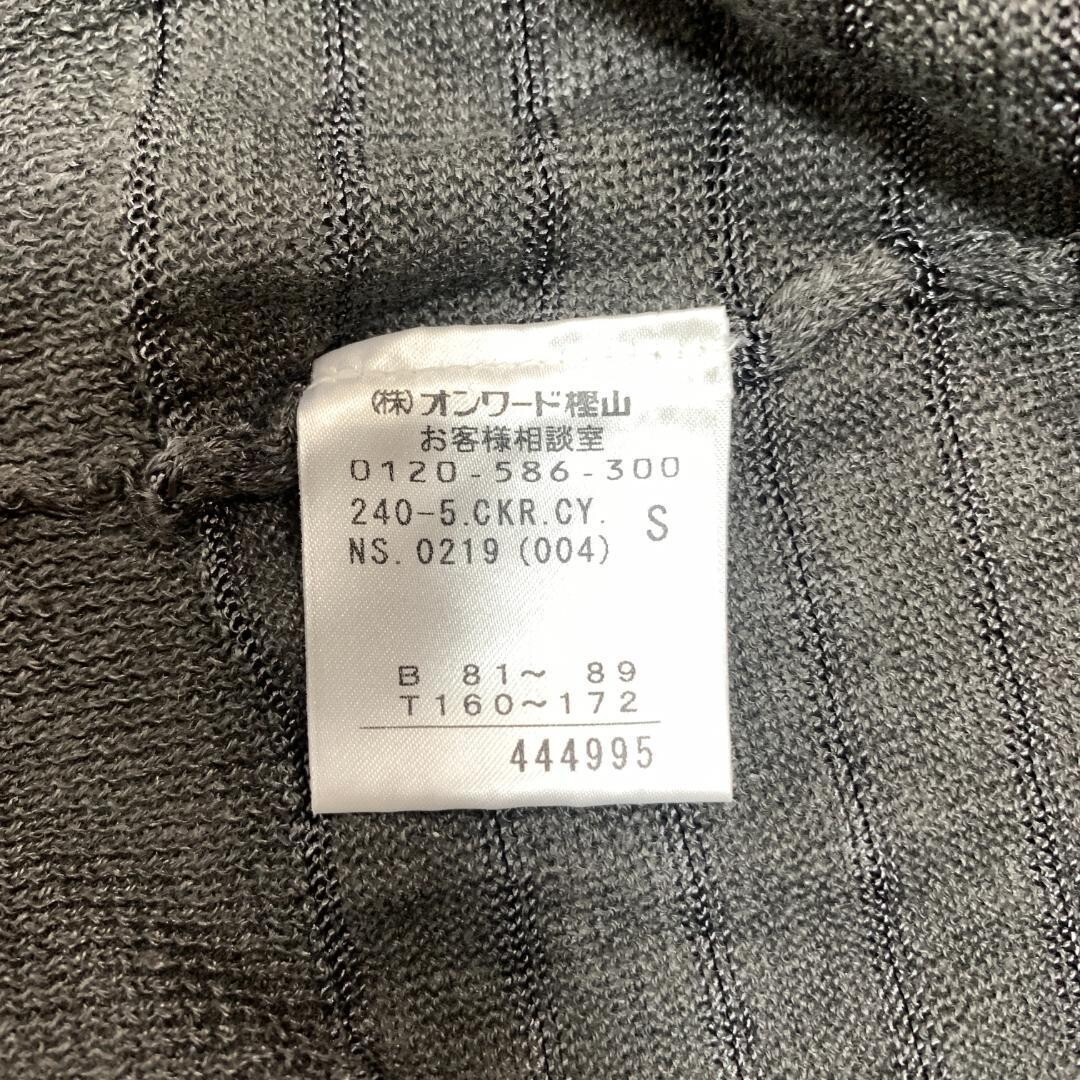 (株)オンワード樫山
お客様相談室
0120-586-300
240-5.CKR.CY. S
NS. 0219 (004)
B 81~ 89
T160~172
444995